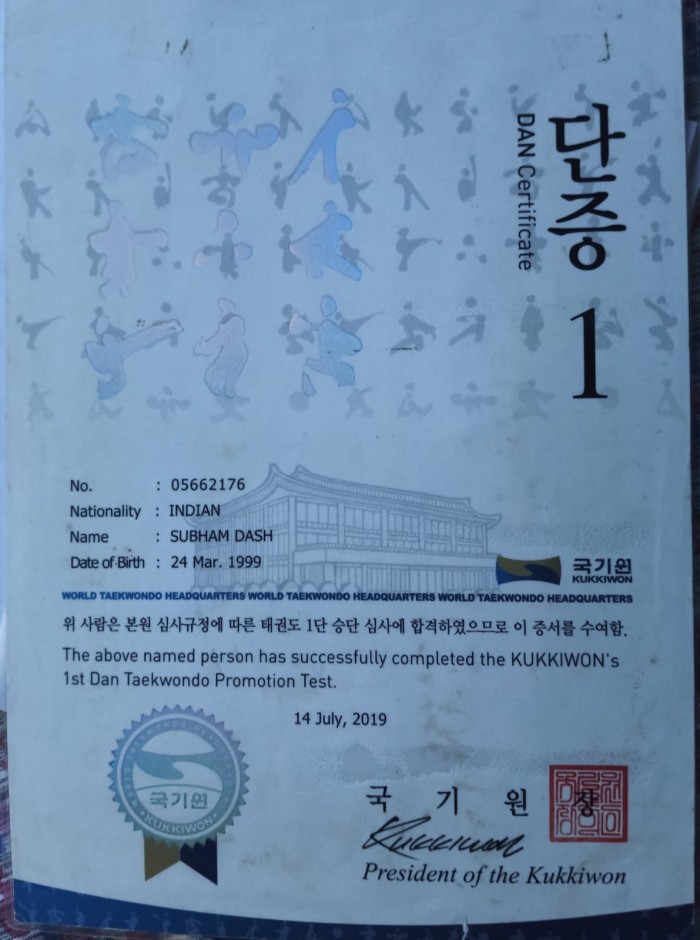 단증
DAN Certificate
1
No. : 05662176
Nationality : INDIAN
Name : SUBHAM DASH
Date of Birth : 24 Mar. 1999
국기원
KUKKIWON
WORLD TAEKWONDO HEADQUARTERS WORLD TAEKWONDO HEADQUARTERS WORLD TAEKWONDO HEADQUARTERS
위 사람은 본원 심사규정에 따른 태권도 1단 승단 심사에 합격하였으므로 이 증서를 수여함.
The above named person has successfully completed the KUKKIWON's
1st Dan Taekwondo Promotion Test.
14 July, 2019
국기원
KUKKIWON
국 기 원 장
Kukkiwon
President of the Kukkiwon